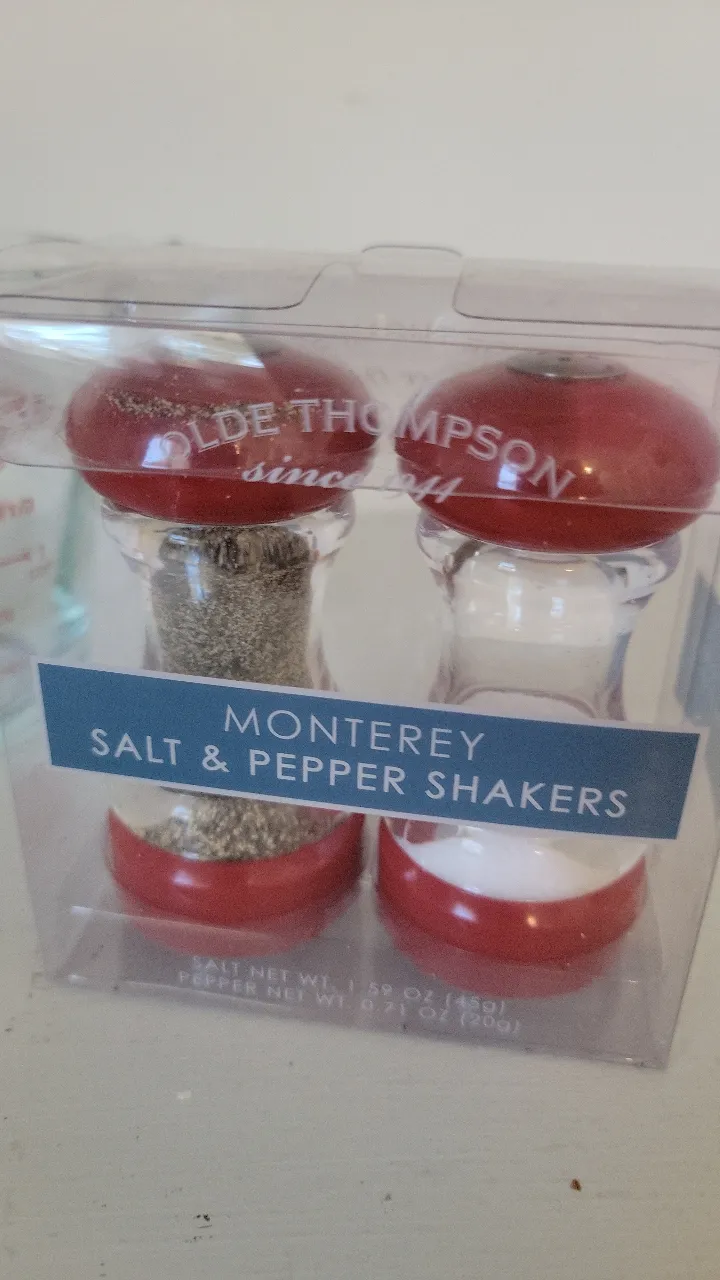 OLDE THOMPSON
since 1944
MONTEREY
SALT & PEPPER SHAKERS
SALT NET WT. 1.59 OZ (45g)
PEPPER NET WT. 0.71 OZ (20g)